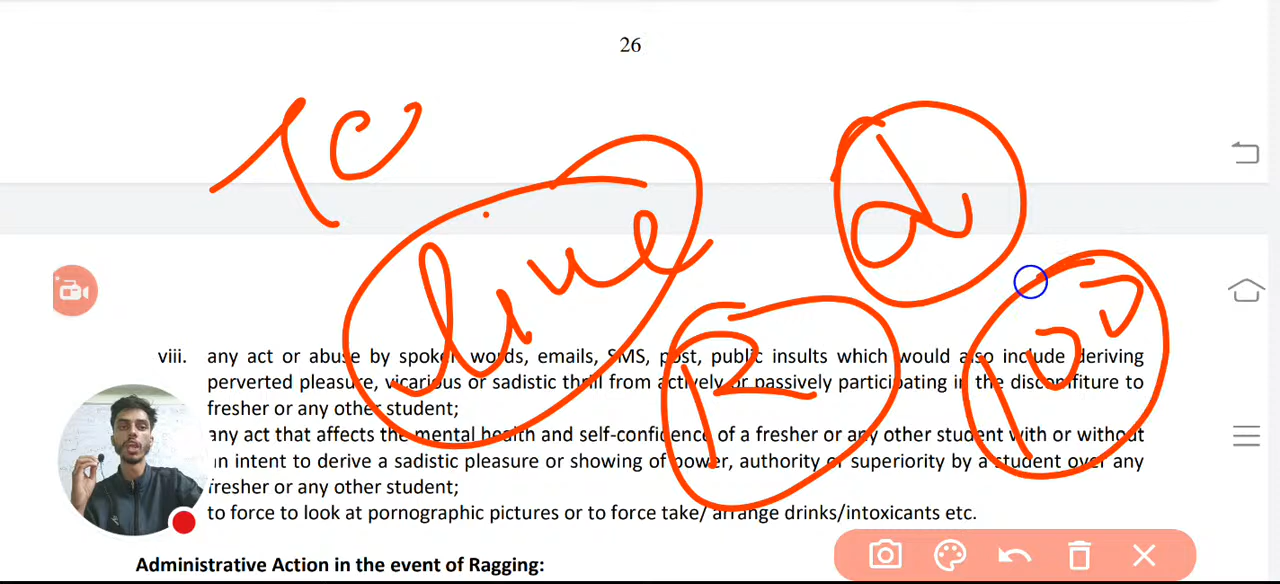 26
live
viii. any act or abuse by spoken words, emails, SMS, post, public insults which would also include deriving
perverted pleasure, vicarious or sadistic thrill from actively or passively participating in the discomfiture to
fresher or any other student;
any act that affects the mental health and self-confidence of a fresher or any other student with or without
an intent to derive a sadistic pleasure or showing of power, authority or superiority by a student over any
fresher or any other student;
to force to look at pornographic pictures or to force take/ arrange drinks/intoxicants etc.
Administrative Action in the event of Ragging: